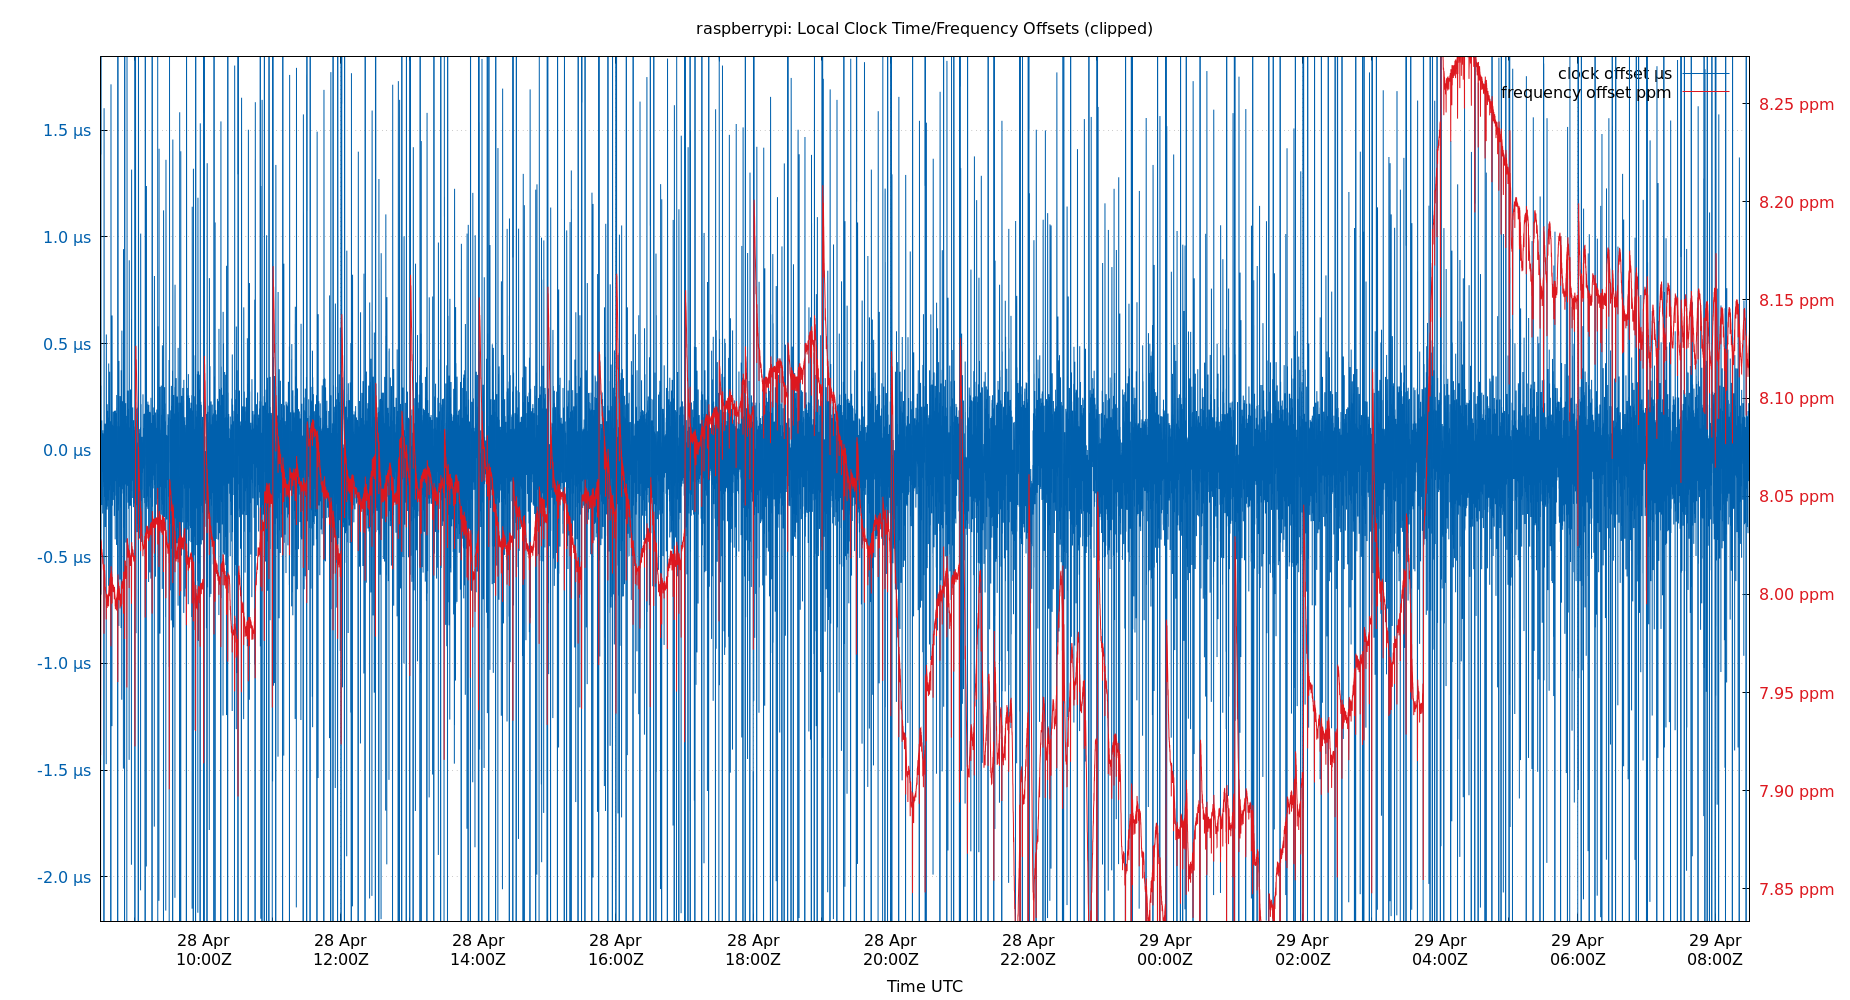 raspberrypi: Local Clock Time/Frequency Offsets (clipped)
clock offset µs
frequency offset ppm
1.5 µs
1.0 µs
0.5 µs
0.0 µs
-0.5 µs
-1.0 µs
-1.5 µs
-2.0 µs
8.25 ppm
8.20 ppm
8.15 ppm
8.10 ppm
8.05 ppm
8.00 ppm
7.95 ppm
7.90 ppm
7.85 ppm
28 Apr 28 Apr 28 Apr 28 Apr 28 Apr 28 Apr 28 Apr 29 Apr 29 Apr 29 Apr 29 Apr 29 Apr
10:00Z 12:00Z 14:00Z 16:00Z 18:00Z 20:00Z 22:00Z 00:00Z 02:00Z 04:00Z 06:00Z 08:00Z
Time UTC